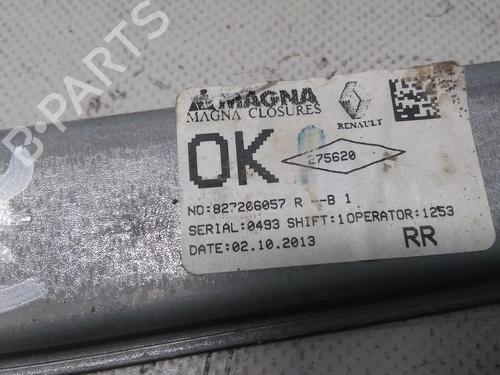 B-PARTS
MAGNA
MAGNA CLOSURES
RENAULT
OK
275620
NO:827206057 R --B 1
SERIAL:0493 SHIFT:1OPERATOR:1253
DATE:02.10.2013
RR